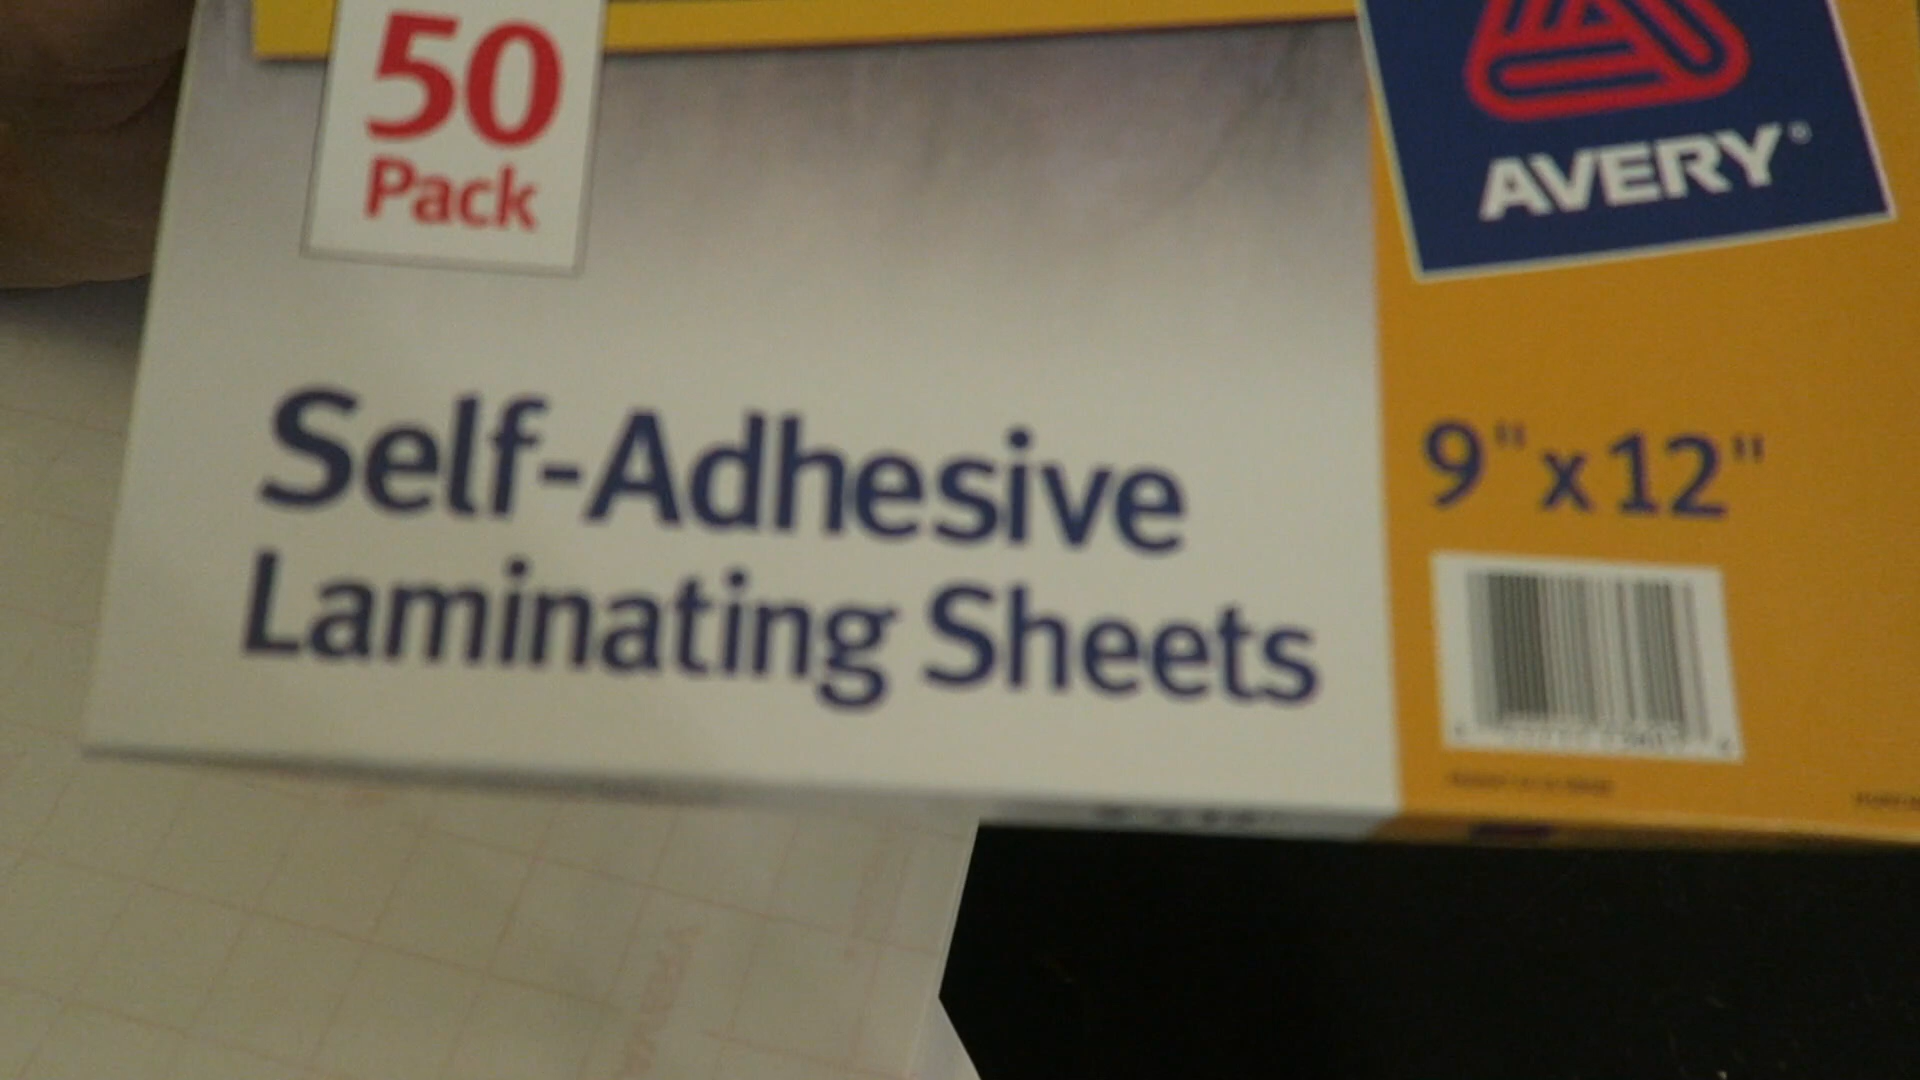 50
Pack
AVERY®
Self-Adhesive
Laminating Sheets
9" x 12"